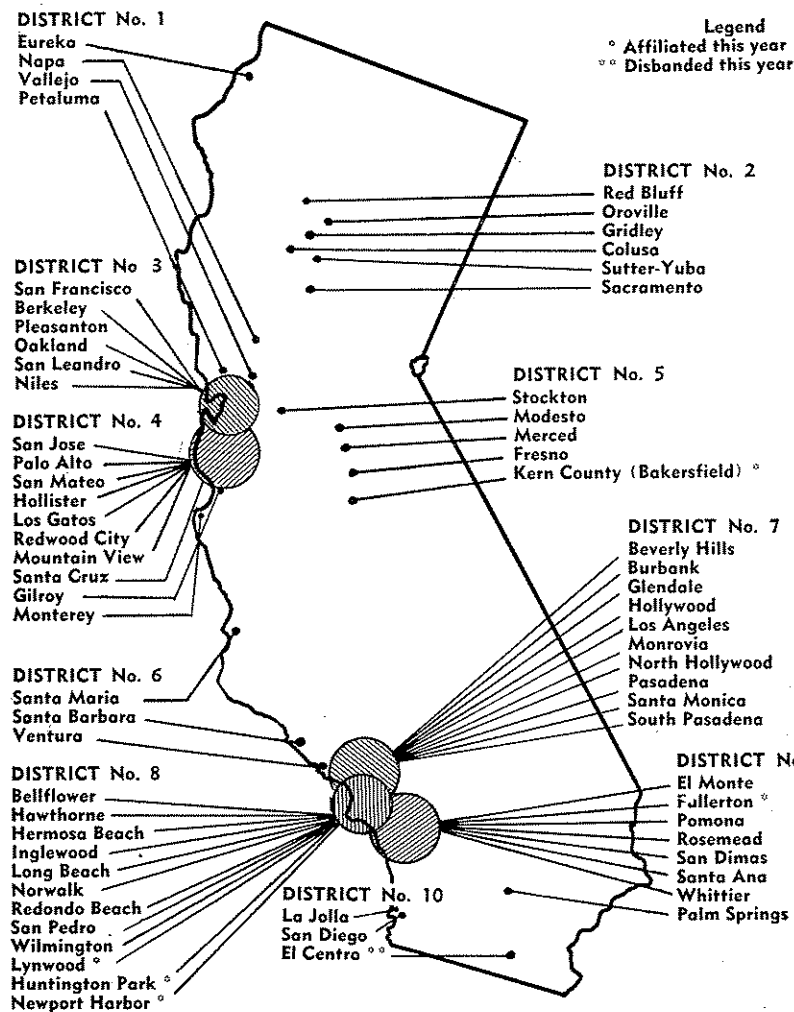 DISTRICT No. 1
Eureka
Napa
Vallejo
Petaluma
Legend
* Affiliated this year
** Disbanded this year
DISTRICT No. 2
Red Bluff
Oroville
Gridley
Colusa
Sutter-Yuba
Sacramento
DISTRICT No 3
San Francisco
Berkeley
Pleasanton
Oakland
San Leandro
Niles
DISTRICT No. 4
San Jose
Palo Alto
San Mateo
Hollister
Los Gatos
Redwood City
Mountain View
Santa Cruz
Gilroy
Monterey
DISTRICT No. 5
Stockton
Modesto
Merced
Fresno
Kern County (Bakersfield) *
DISTRICT No. 6
Santa Maria
Santa Barbara
Ventura
DISTRICT No. 7
Beverly Hills
Burbank
Glendale
Hollywood
Los Angeles
Monrovia
North Hollywood
Pasadena
Santa Monica
South Pasadena
DISTRICT No. 8
Bellflower
Hawthorne
Hermosa Beach
Inglewood
Long Beach
Norwalk
Redondo Beach
San Pedro
Wilmington
Lynwood *
Huntington Park *
Newport Harbor *
DISTRICT
El Monte
Fullerton *
Pomona
Rosemead
San Dimas
Santa Ana
Whittier
Palm Springs
DISTRICT No. 10
La Jolla
San Diego
El Centro **